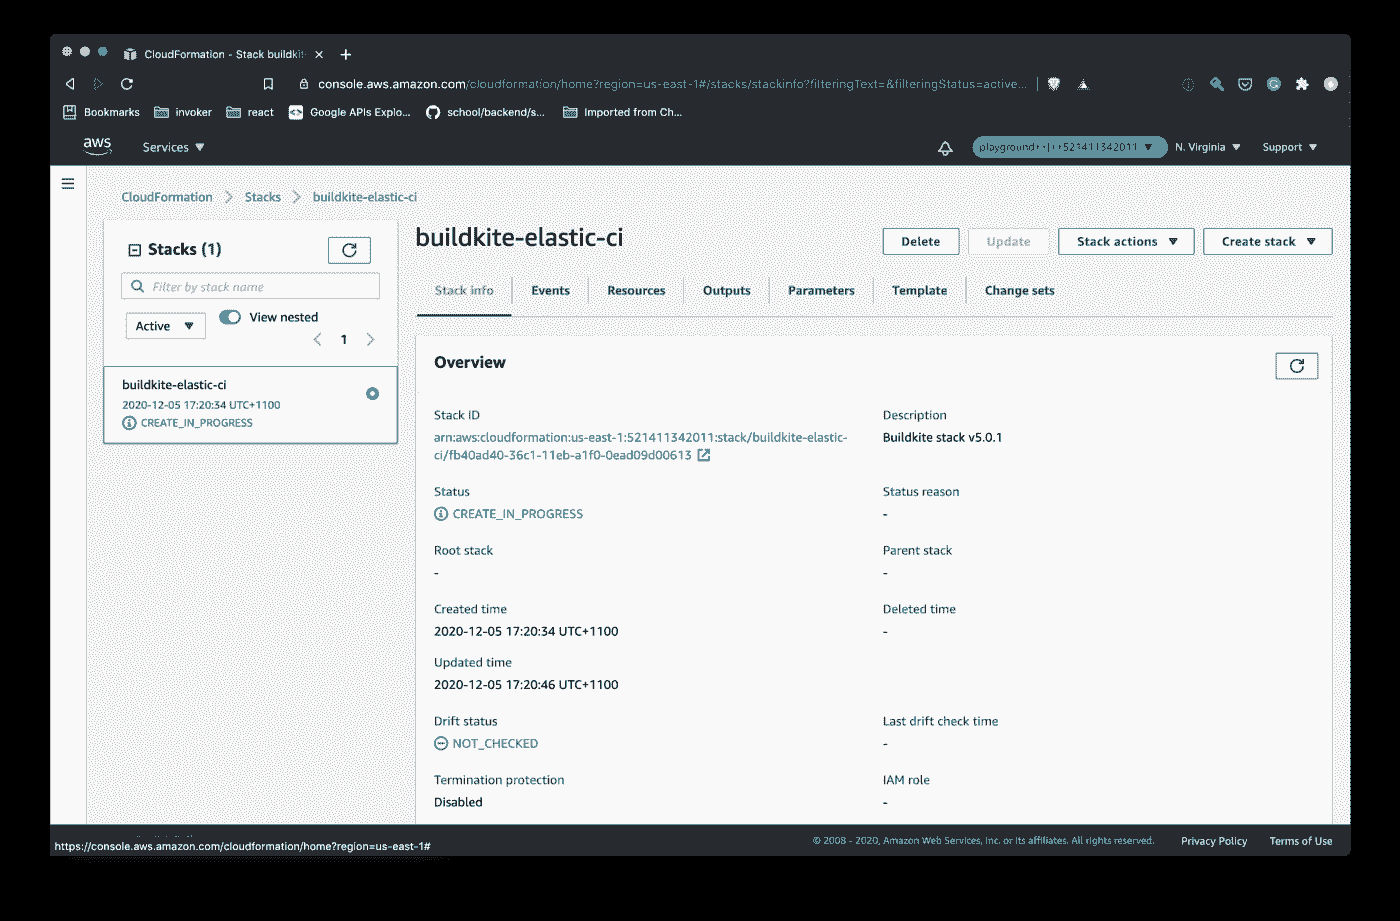 CloudFormation - Stack buildkit
console.aws.amazon.com/cloudformation/home?region=us-east-1#/stacks/stackinfo?filteringText=&filteringStatus=active...
Bookmarks invoker react Google APIs Explo... school/backend/s... Imported from Ch...
aws Services N. Virginia Support
CloudFormation Stacks buildkite-elastic-ci
Stacks (1)
Filter by stack name
Active View nested
1
buildkite-elastic-ci
2020-12-05 17:20:34 UTC+1100
CREATE_IN_PROGRESS
buildkite-elastic-ci
Delete Update Stack actions Create stack
Stack info Events Resources Outputs Parameters Template Change sets
Overview
Stack ID
arn:aws:cloudformation:us-east-1:521411342011:stack/buildkite-elastic-
ci/fb40ad40-36c1-11eb-a1f0-0ead09d00613
Description
Buildkite stack v5.0.1
Status
CREATE_IN_PROGRESS
Status reason
-
Root stack
-
Parent stack
-
Created time
2020-12-05 17:20:34 UTC+1100
Deleted time
-
Updated time
2020-12-05 17:20:46 UTC+1100
Drift status
NOT_CHECKED
Last drift check time
-
Termination protection
Disabled
IAM role
-
https://console.aws.amazon.com/cloudformation/home?region=us-east-1#
© 2008 - 2020, Amazon Web Services, Inc. or its affiliates. All rights reserved. Privacy Policy Terms of Use